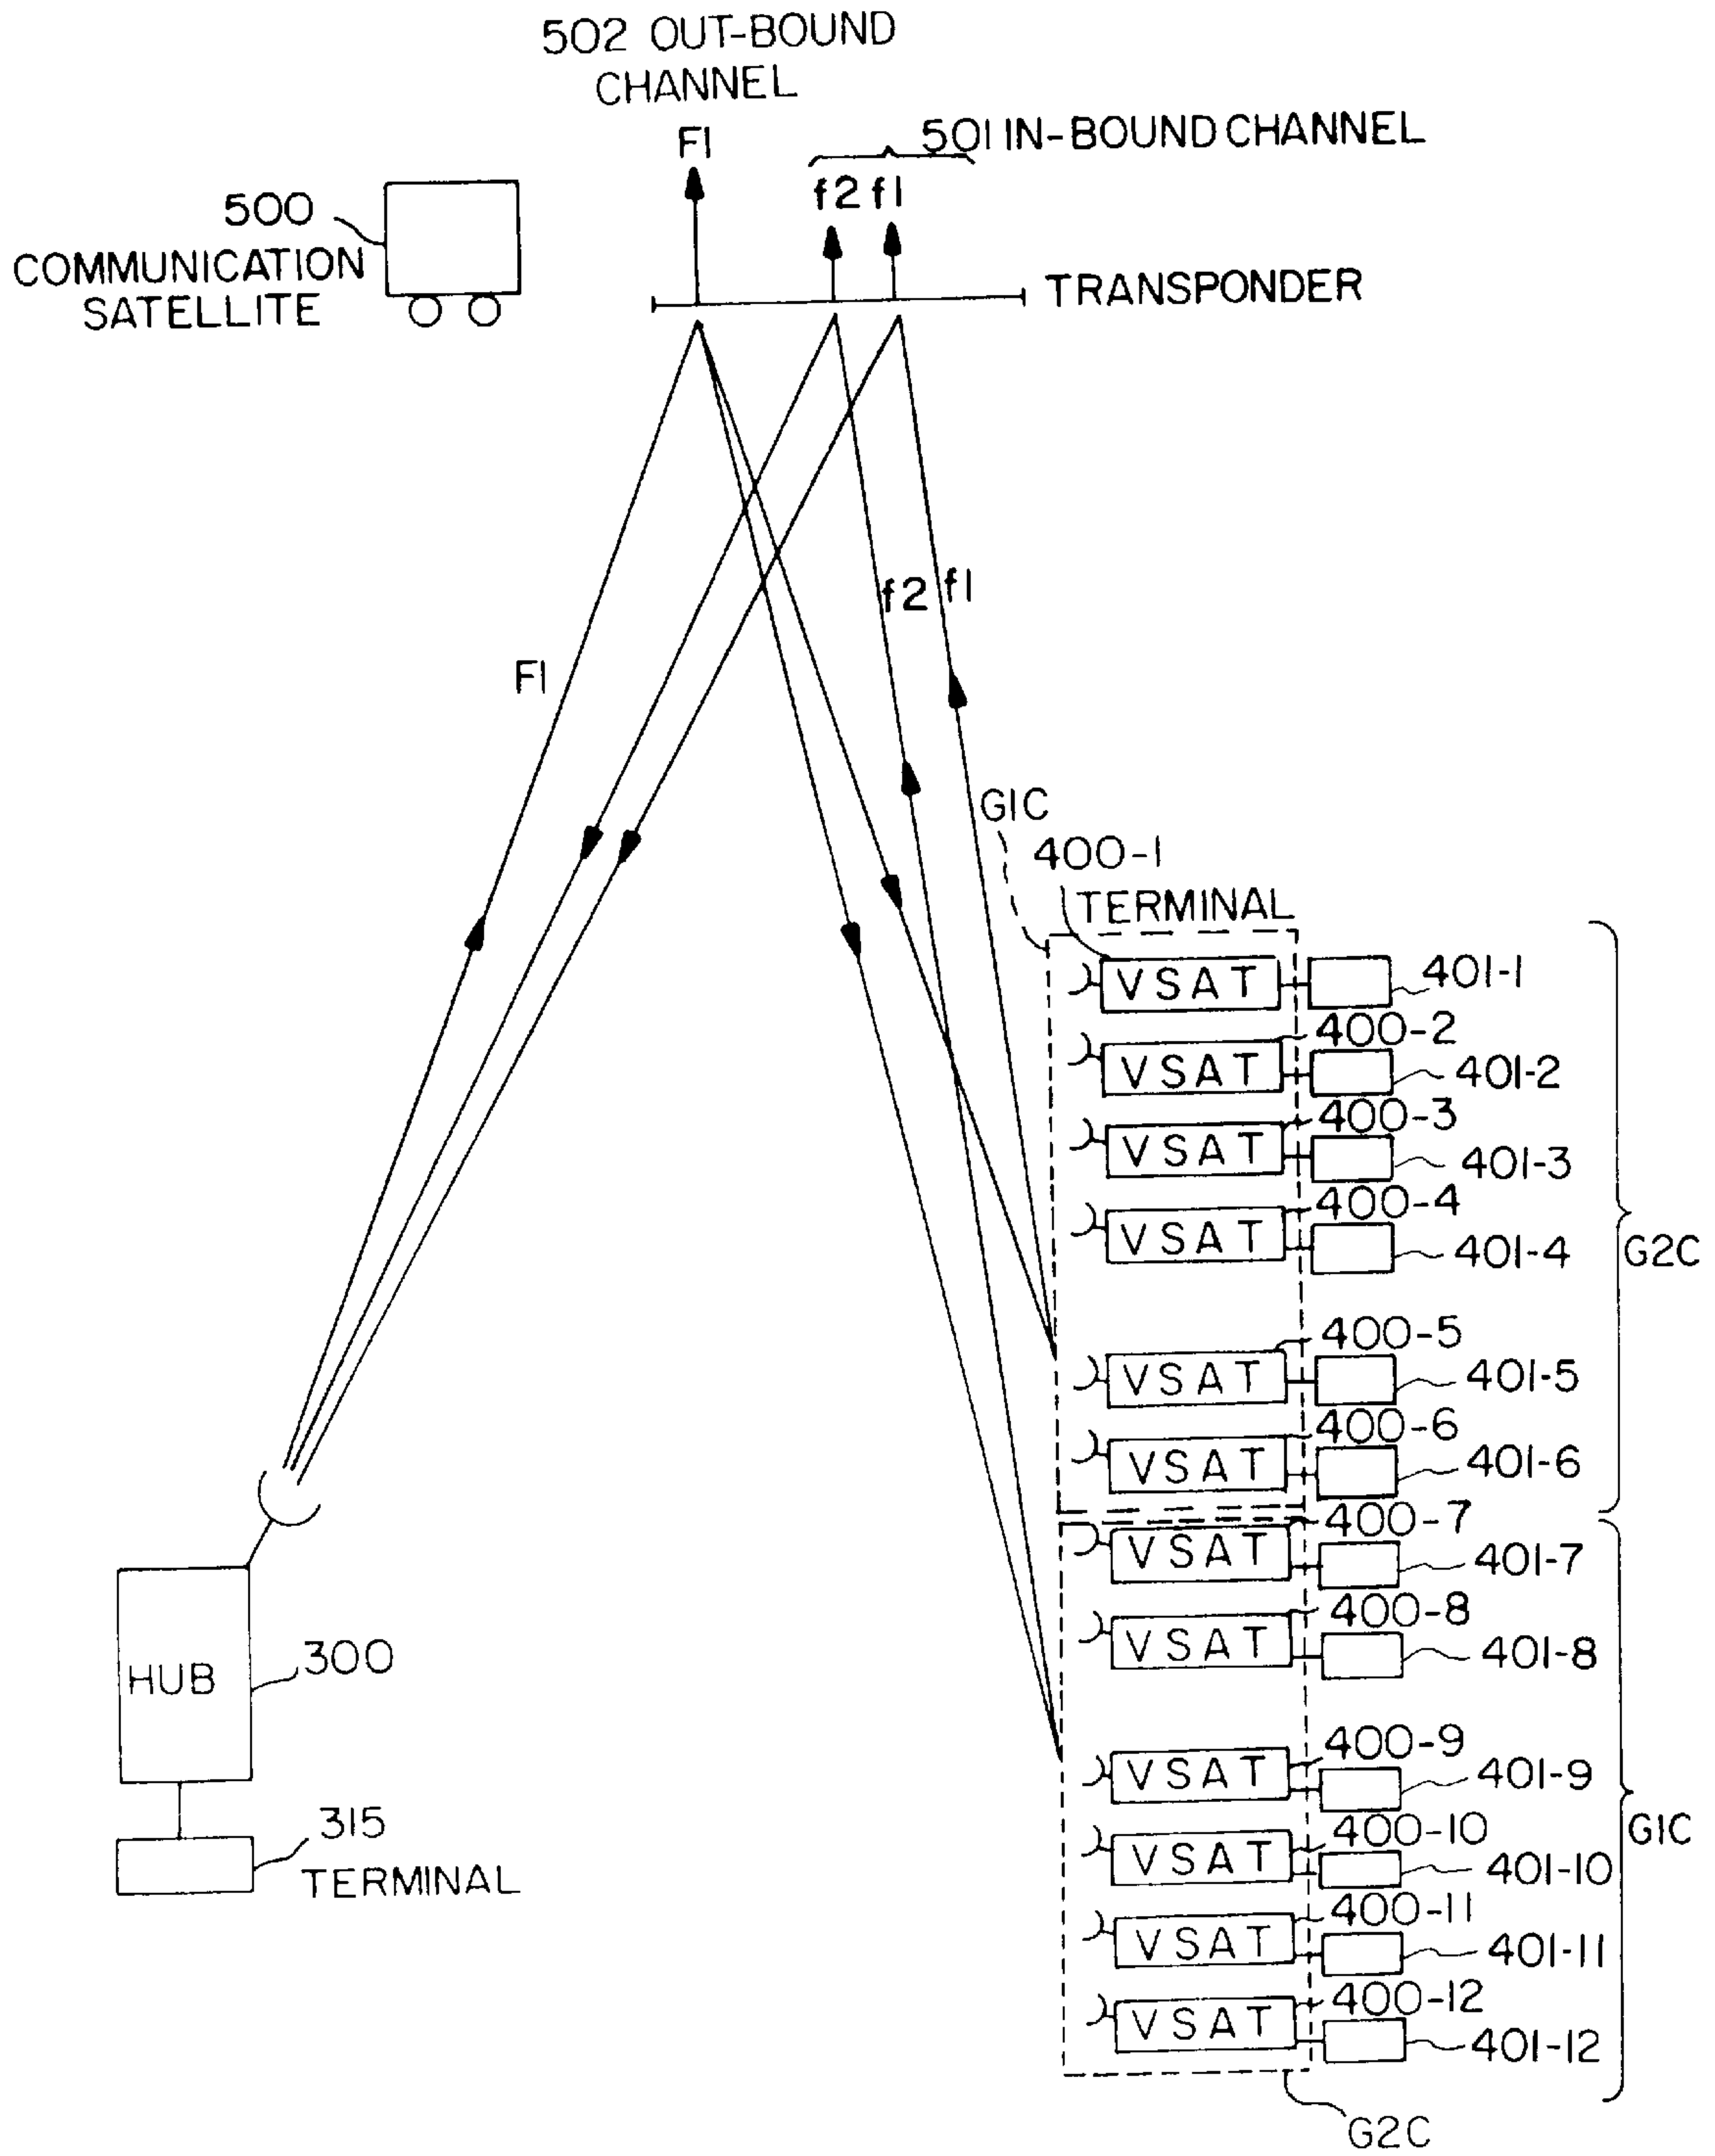 502 OUT-BOUND
CHANNEL
F1
501 IN-BOUND CHANNEL
f2 f1
500
COMMUNICATION
SATELLITE
TRANSPONDER
f2 f1
F1
G1C
400-1
TERMINAL
VSAT
401-1
400-2
VSAT
401-2
400-3
VSAT
401-3
400-4
VSAT
401-4
G2C
400-5
VSAT
401-5
400-6
VSAT
401-6
400-7
VSAT
401-7
400-8
VSAT
401-8
HUB
300
400-9
VSAT
401-9
G1C
315
TERMINAL
400-10
VSAT
401-10
400-11
VSAT
401-11
400-12
VSAT
401-12
G2C